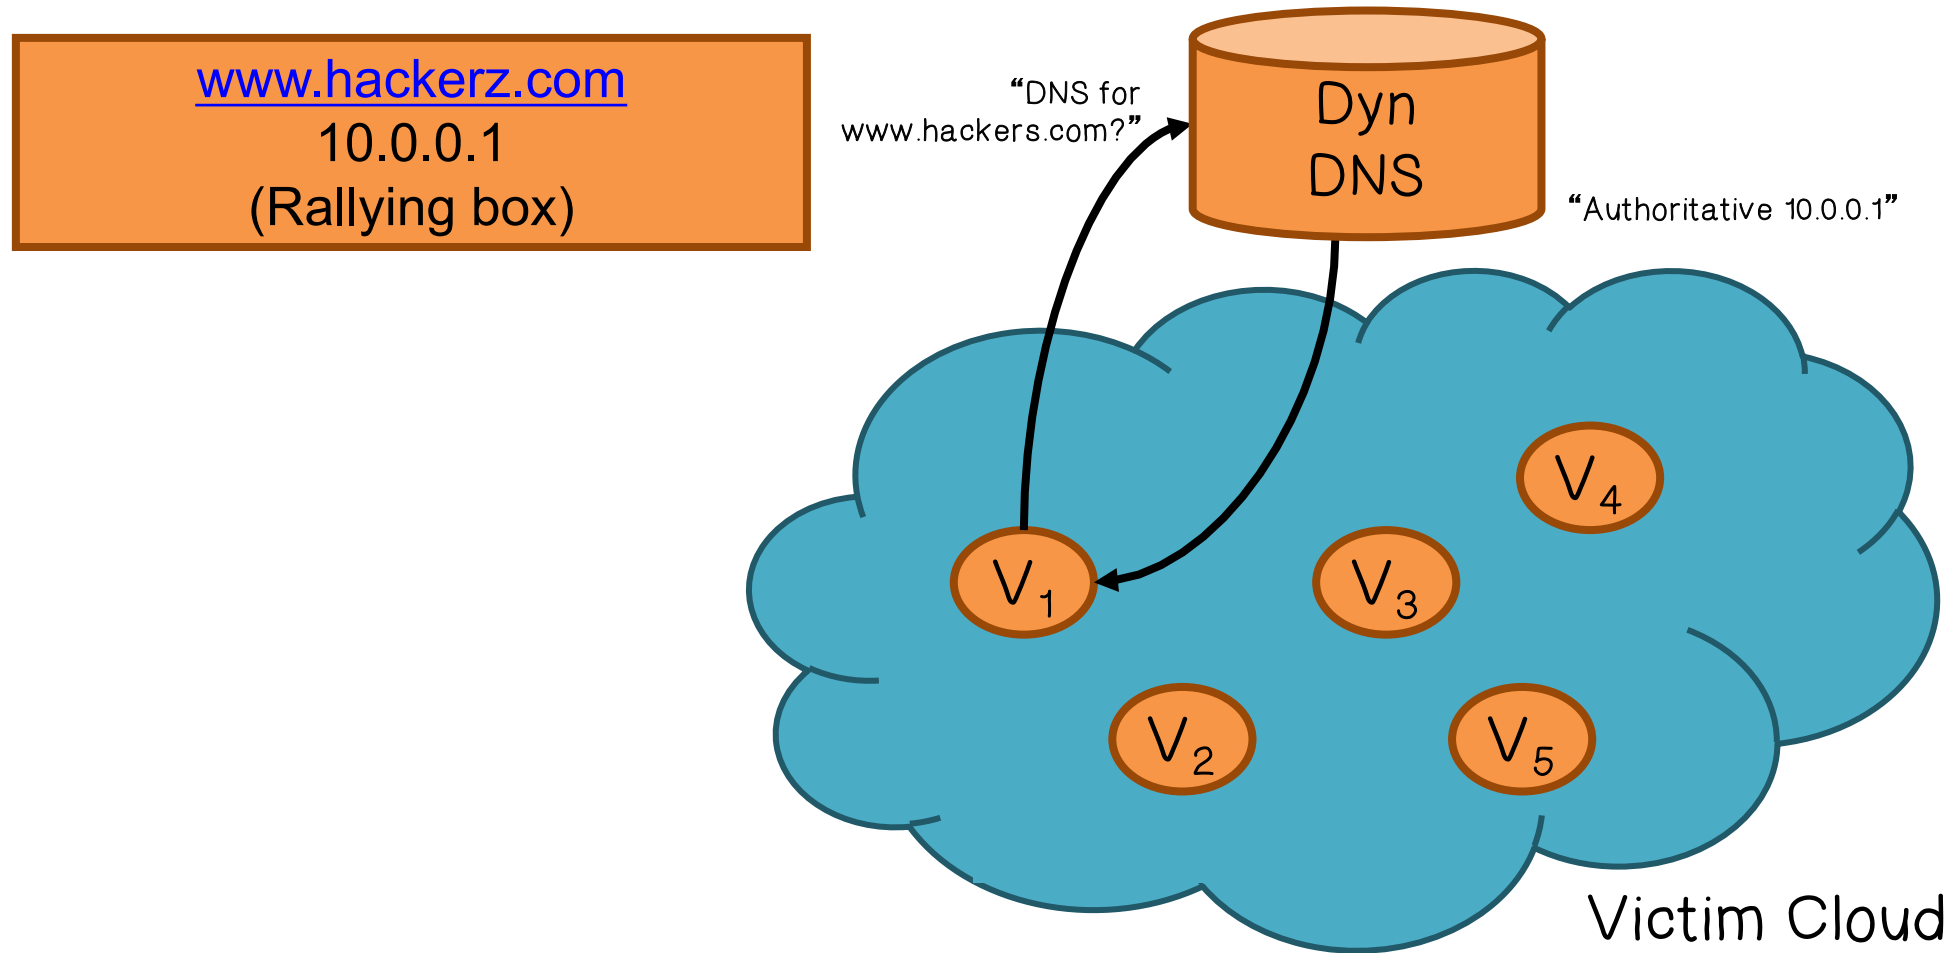 www.hackerz.com
10.0.0.1
(Rallying box)
“DNS for
www.hackers.com?”
Dyn
DNS
“Authoritative 10.0.0.1”
V4
V1
V3
V2
V5
Victim Cloud